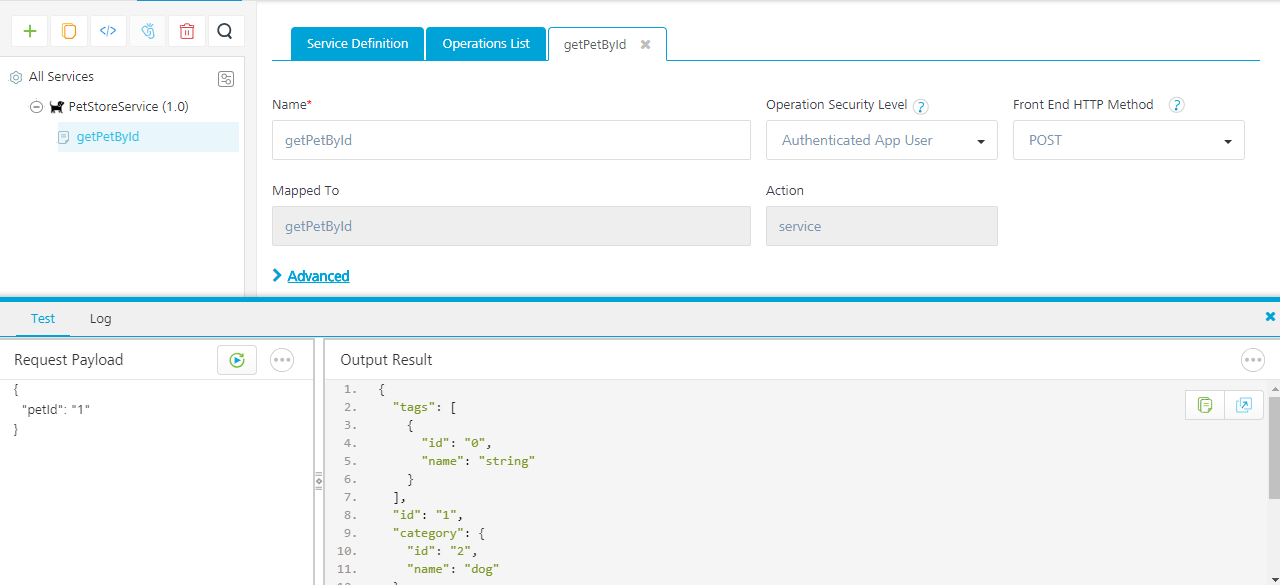 Service Definition
Operations List
getPetById
All Services
PetStoreService (1.0)
getPetById
Name*
Operation Security Level ?
Front End HTTP Method ?
getPetById
Authenticated App User
POST
Mapped To
Action
getPetById
service
Advanced
Test
Log
Request Payload
{
"petId": "1"
}
Output Result
1. {
2. "tags": [
3. {
4. "id": "0",
5. "name": "string"
6. }
7. ],
8. "id": "1",
9. "category": {
10. "id": "2",
11. "name": "dog"